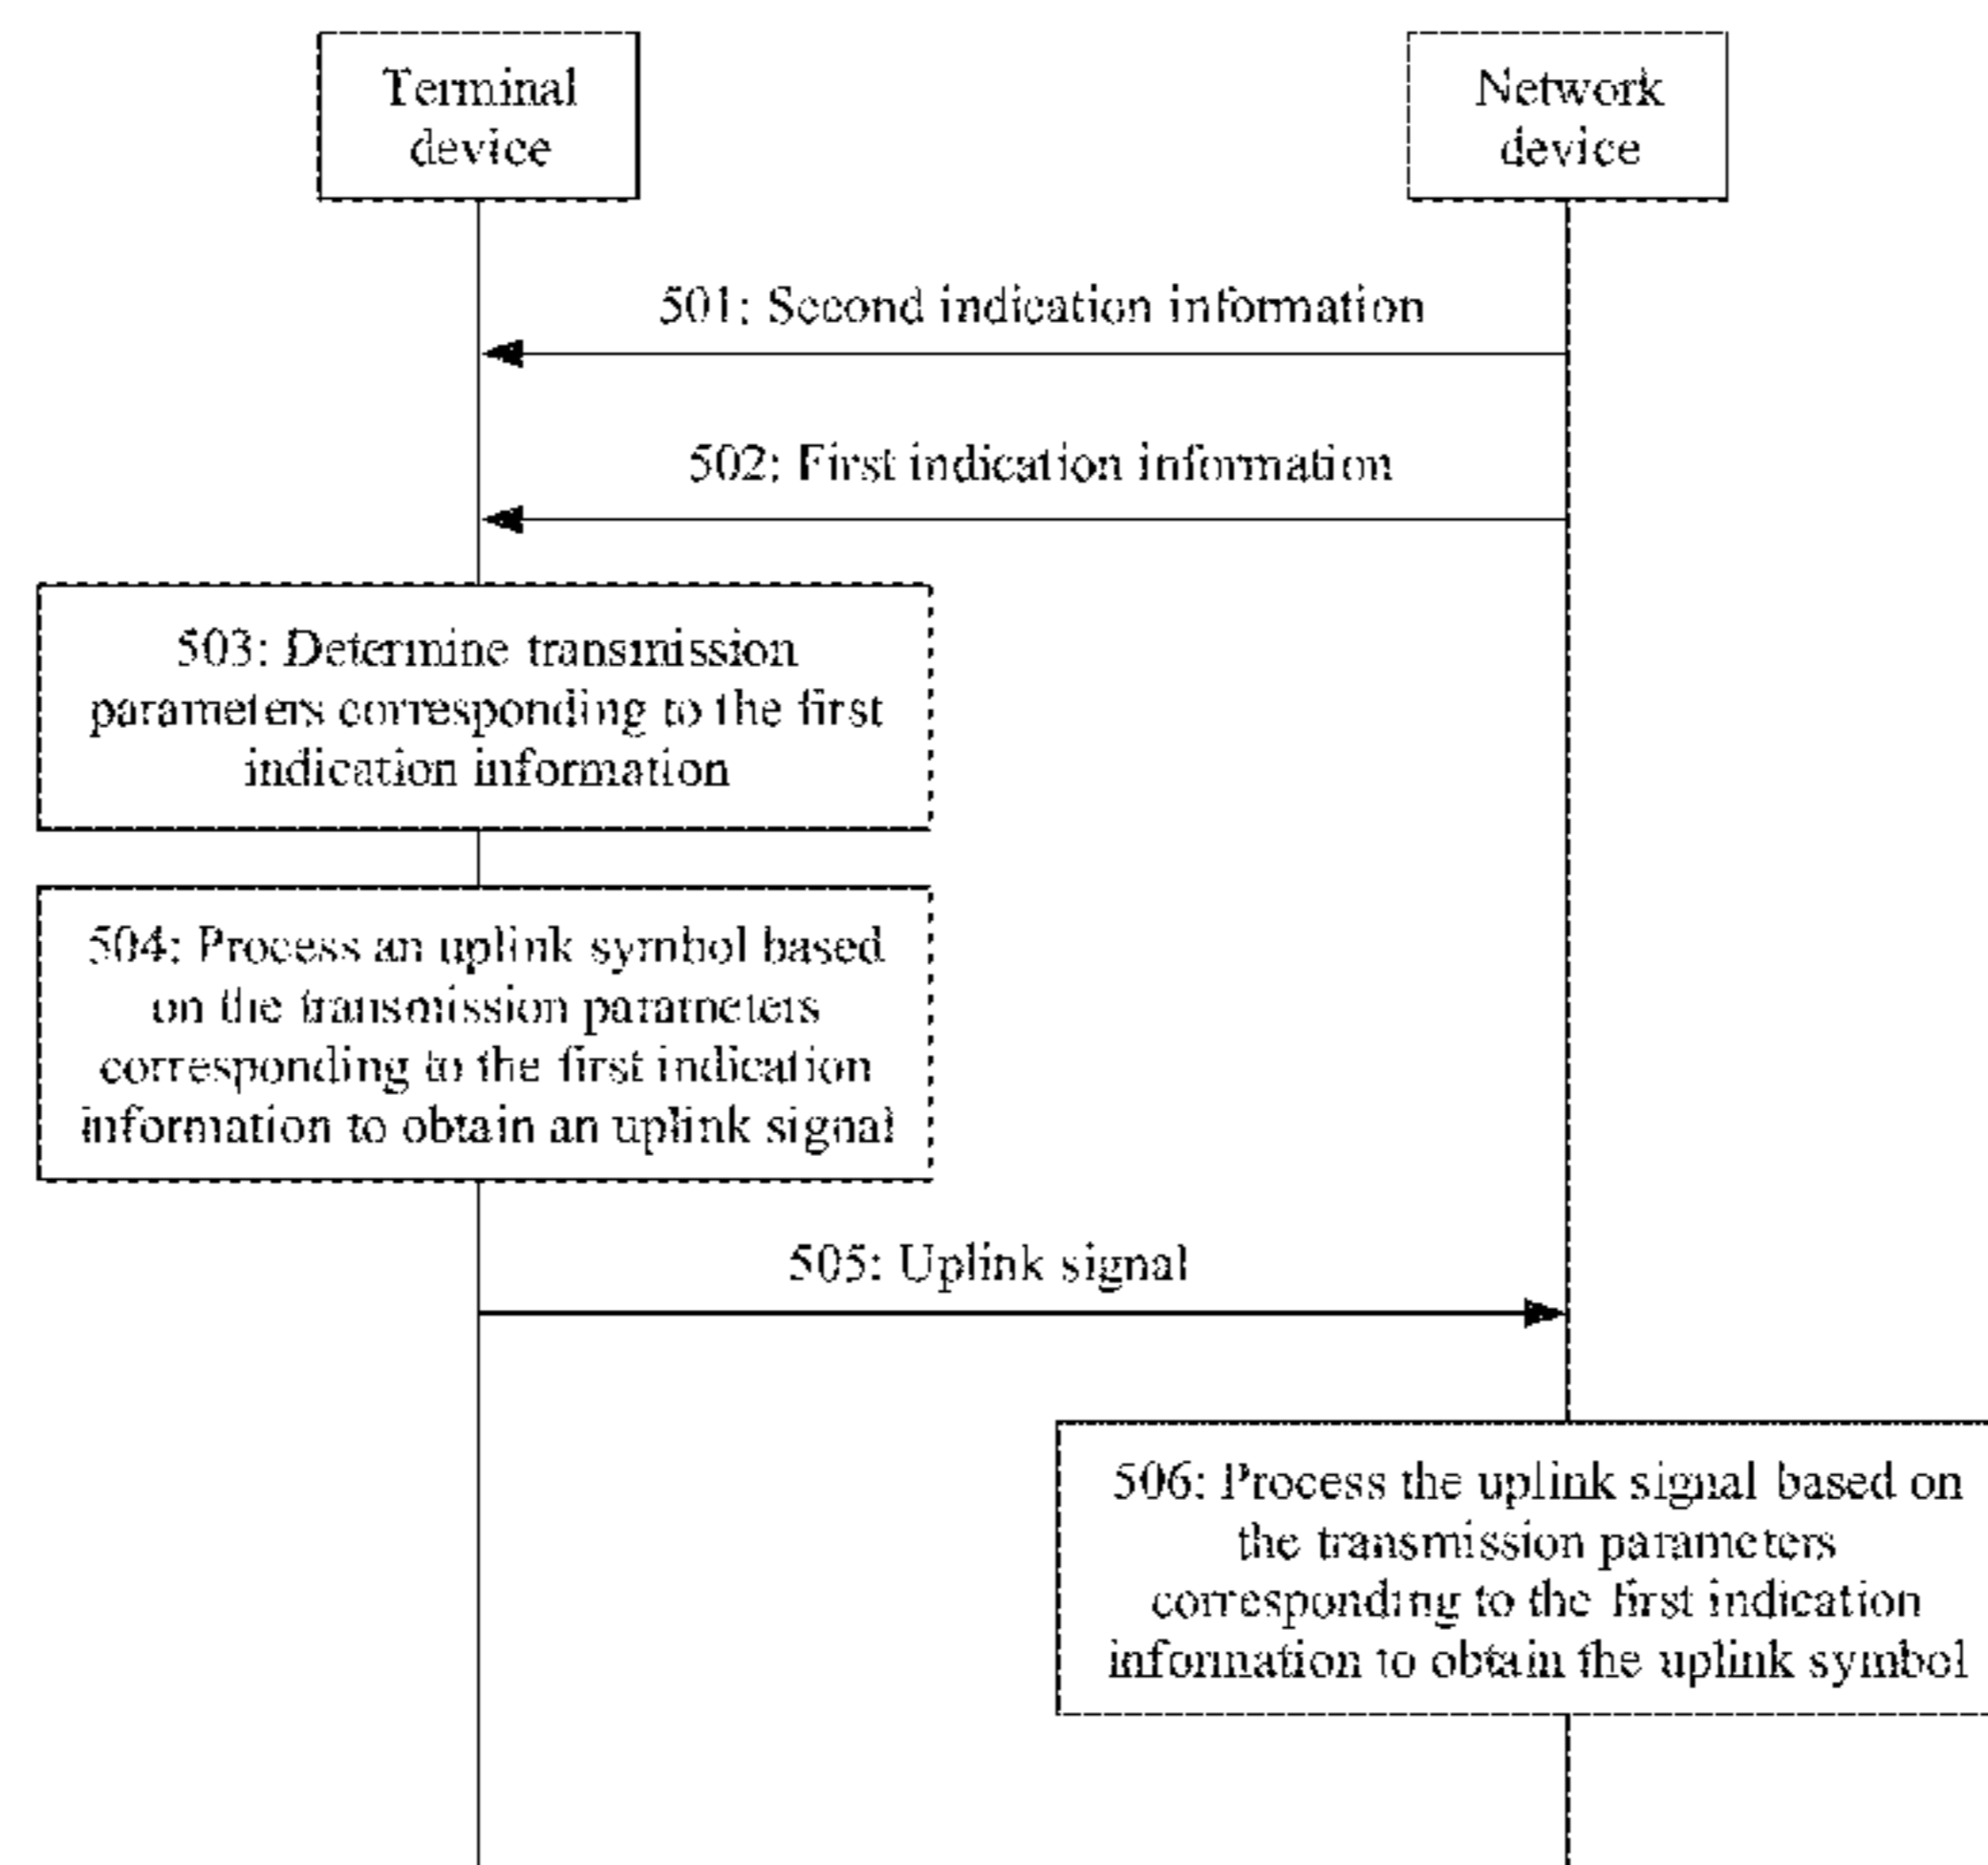 Terminal
device
Network
device
501: Second indication information
502: First indication information
503: Determine transmission
parameters corresponding to the first
indication information
504: Process an uplink symbol based
on the transmission parameters
corresponding to the first indication
information to obtain an uplink signal
505: Uplink signal
506: Process the uplink signal based on
the transmission parameters
corresponding to the first indication
information to obtain the uplink symbol